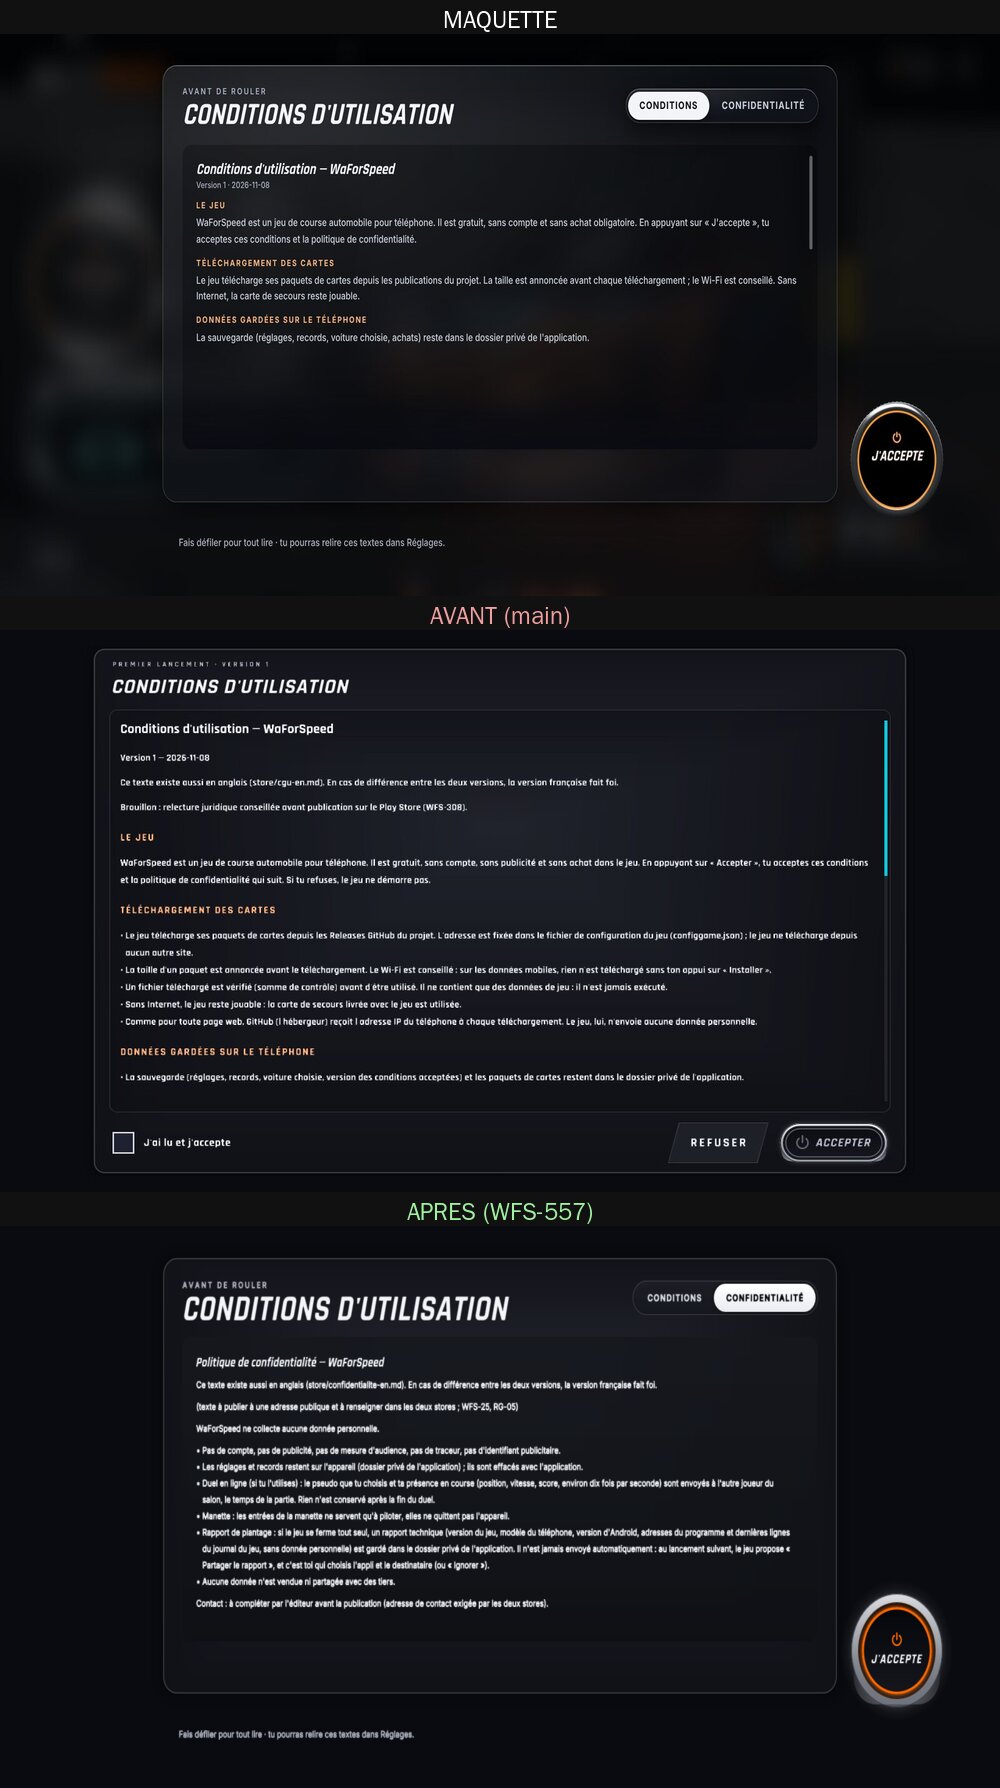 MAQUETTE
AVANT DE ROULER
CONDITIONS D'UTILISATION
CONDITIONS
CONFIDENTIALITÉ
Conditions d'utilisation – WaForSpeed
Version 1 · 2026-11-08
LE JEU
WaForSpeed est un jeu de course automobile pour téléphone. Il est gratuit, sans compte et sans achat obligatoire. En appuyant sur « J'accepte », tu
acceptes ces conditions et la politique de confidentialité.
TÉLÉCHARGEMENT DES CARTES
Le jeu télécharge ses paquets de cartes depuis les publications du projet. La taille est annoncée avant chaque téléchargement ; le Wi-Fi est conseillé. Sans
Internet, la carte de secours reste jouable.
DONNÉES GARDÉES SUR LE TÉLÉPHONE
La sauvegarde (réglages, records, voiture choisie, achats) reste dans le dossier privé de l'application.
J'ACCEPTE
Fais défiler pour tout lire · tu pourras relire ces textes dans Réglages.
AVANT (main)
PREMIER LANCEMENT · VERSION 1
CONDITIONS D'UTILISATION
Conditions d'utilisation – WaForSpeed
Version 1 – 2026-11-08
Ce texte existe aussi en anglais (store/cgu-en.md). En cas de différence entre les deux versions, la version française fait foi.
Brouillon : relecture juridique conseillée avant publication sur le Play Store (WFS-308).
LE JEU
WaForSpeed est un jeu de course automobile pour téléphone. Il est gratuit, sans compte, sans publicité et sans achat dans le jeu. En appuyant sur « Accepter », tu acceptes ces conditions
et la politique de confidentialité qui suit. Si tu refuses, le jeu ne démarre pas.
TÉLÉCHARGEMENT DES CARTES
• Le jeu télécharge ses paquets de cartes depuis les Releases GitHub du projet. L'adresse est fixée dans le fichier de configuration du jeu (configgame.json) ; le jeu ne télécharge depuis
aucun autre site.
• La taille d'un paquet est annoncée avant le téléchargement. Le Wi-Fi est conseillé : sur les données mobiles, rien n'est téléchargé sans ton appui sur « Installer ».
• Un fichier téléchargé est vérifié (somme de contrôle) avant d'être utilisé. Il ne contient que des données de jeu : il n'est jamais exécuté.
• Sans Internet, le jeu reste jouable : la carte de secours livrée avec le jeu est utilisée.
• Comme pour toute page web, GitHub (l'hébergeur) reçoit l'adresse IP du téléphone à chaque téléchargement. Le jeu, lui, n'envoie aucune donnée personnelle.
DONNÉES GARDÉES SUR LE TÉLÉPHONE
• La sauvegarde (réglages, records, voiture choisie, version des conditions acceptées) et les paquets de cartes restent dans le dossier privé de l'application.
J'ai lu et j'accepte
REFUSER
ACCEPTER
APRES (WFS-557)
AVANT DE ROULER
CONDITIONS D'UTILISATION
CONDITIONS
CONFIDENTIALITÉ
Politique de confidentialité – WaForSpeed
Ce texte existe aussi en anglais (store/confidentialite-en.md). En cas de différence entre les deux versions, la version française fait foi.
(texte à publier à une adresse publique et à renseigner dans les deux stores ; WFS-25, RG-05)
WaForSpeed ne collecte aucune donnée personnelle.
• Pas de compte, pas de publicité, pas de mesure d'audience, pas de traceur, pas d'identifiant publicitaire.
• Les réglages et records restent sur l'appareil (dossier privé de l'application) ; ils sont effacés avec l'application.
• Duel en ligne (si tu l'utilises) : le pseudo que tu choisis et ta présence en course (position, vitesse, score, environ dix fois par seconde) sont envoyés à l'autre joueur du
salon, le temps de la partie. Rien n'est conservé après la fin du duel.
• Manette : les entrées de la manette ne servent qu'à piloter, elles ne quittent pas l'appareil.
• Rapport de plantage : si le jeu se ferme tout seul, un rapport technique (version du jeu, modèle du téléphone, version d'Android, adresses du programme et dernières lignes
du journal du jeu, sans donnée personnelle) est gardé dans le dossier privé de l'application. Il n'est jamais envoyé automatiquement : au lancement suivant, le jeu propose «
Partager le rapport », et c'est toi qui choisis l'appli et le destinataire (ou « Ignorer »).
• Aucune donnée n'est vendue ni partagée avec des tiers.
Contact : à compléter par l'éditeur avant la publication (adresse de contact exigée par les deux stores).
J'ACCEPTE
Fais défiler pour tout lire · tu pourras relire ces textes dans Réglages.